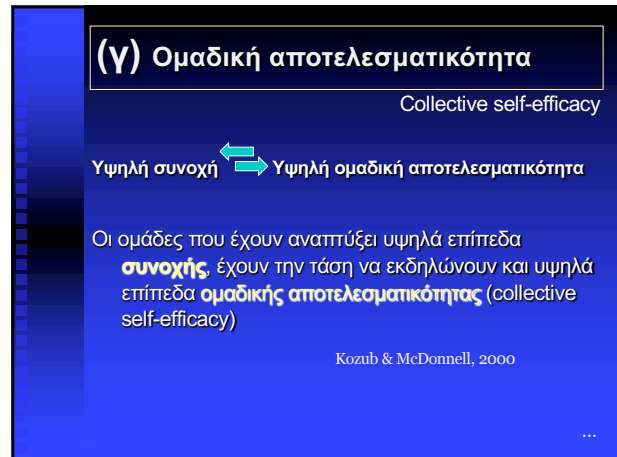 (γ) Ομαδική αποτελεσματικότητα
Collective self-efficacy
Υψηλή συνοχή Υψηλή ομαδική αποτελεσματικότητα
Οι ομάδες που έχουν αναπτύξει υψηλά επίπεδα
συνοχής, έχουν την τάση να εκδηλώνουν και υψηλά
επίπεδα ομαδικής αποτελεσματικότητας (collective
self-efficacy)
Kozub & McDonnell, 2000
...